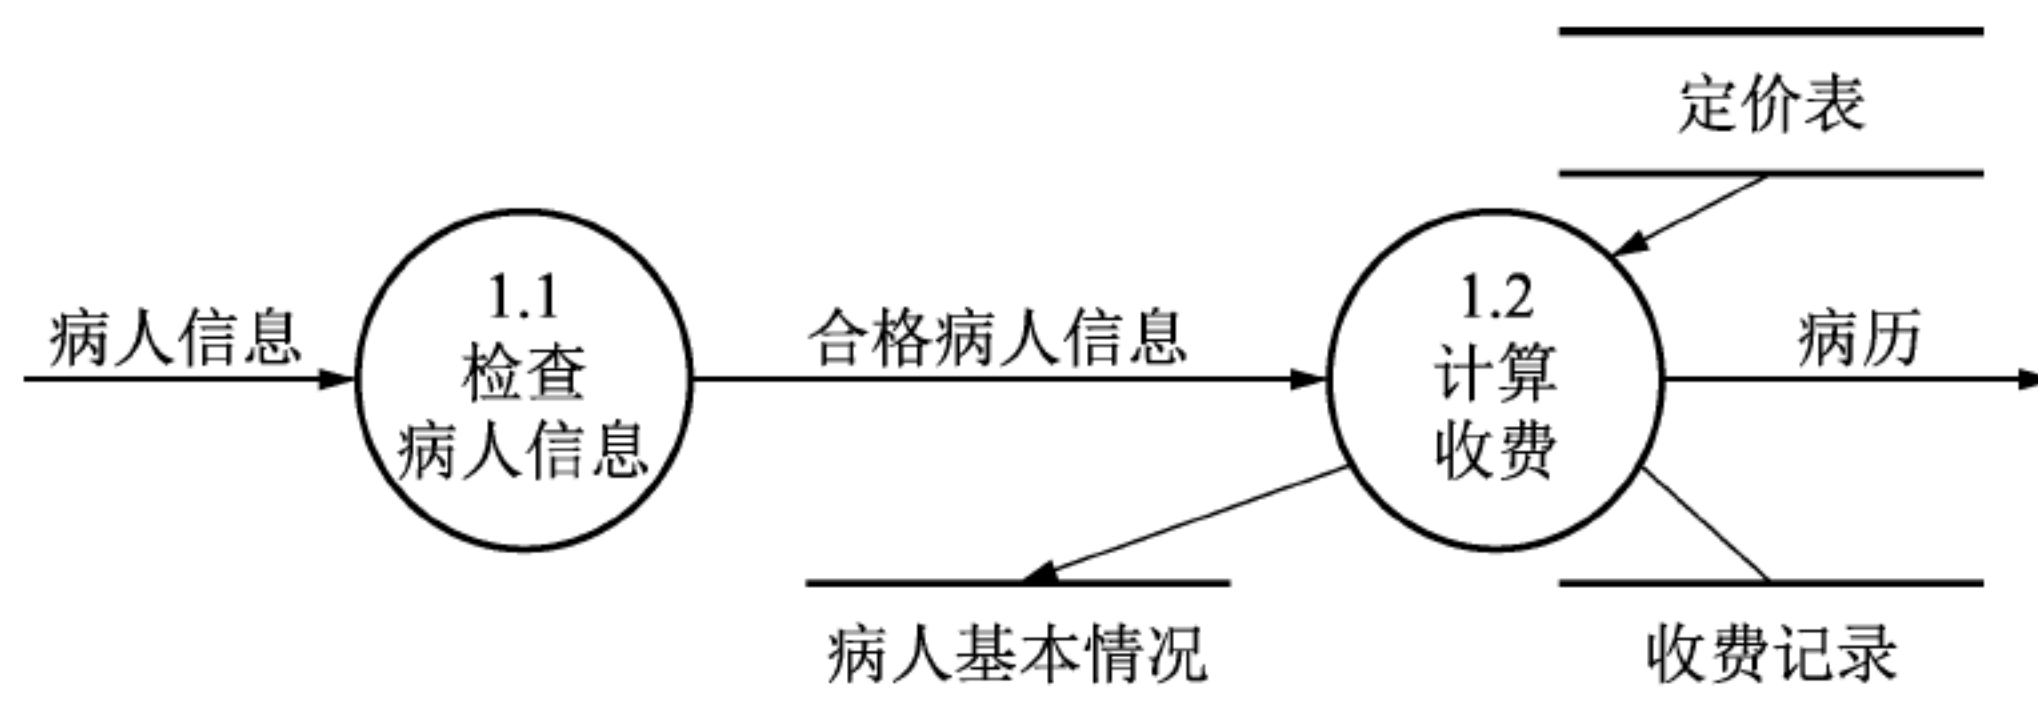 定价表
病人信息
1.1
检查
病人信息
合格病人信息
1.2
计算
收费
病历
病人基本情况
收费记录